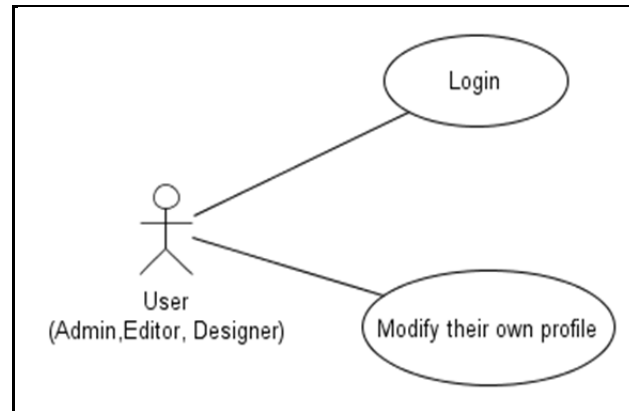 Login
User
(Admin,Editor, Designer)
Modify their own profile